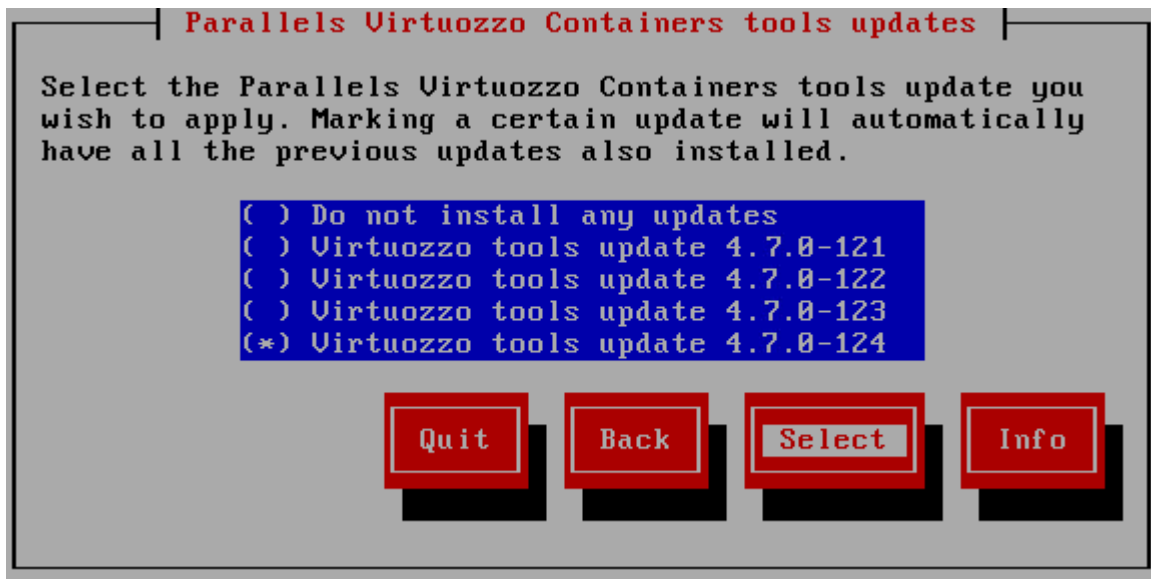 Parallels Virtuozzo Containers tools updates
Select the Parallels Virtuozzo Containers tools update you
wish to apply. Marking a certain update will automatically
have all the previous updates also installed.
( ) Do not install any updates
( ) Virtuozzo tools update 4.7.0-121
( ) Virtuozzo tools update 4.7.0-122
( ) Virtuozzo tools update 4.7.0-123
(*) Virtuozzo tools update 4.7.0-124
Quit Back Select Info